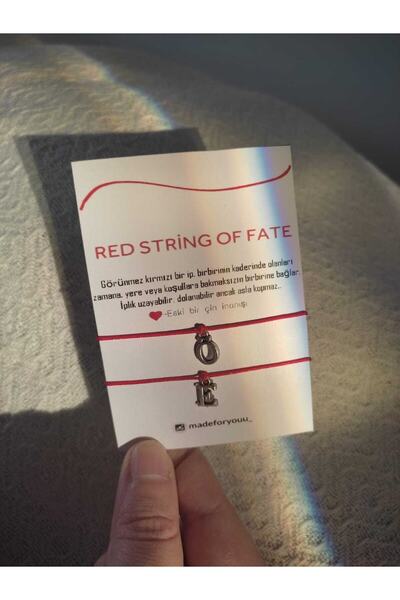 RED STRİNG OF FATE
Görünmez kırmızı bir ip, birbirinin kaderinde olanları
zamana, yere veya koşullara bakmaksızın birbirine bağlar.
İplik uzayabilir, dolanabilir ancak asla kopmaz..
-Eski bir çin inanışı
O
E
madeforyouu_